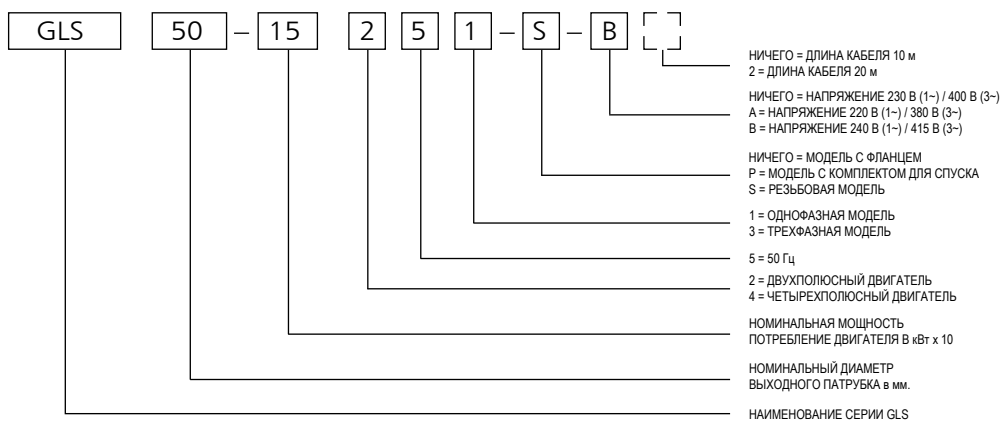 GLS 50 – 15 2 5 1 – S – B
НИЧЕГО = ДЛИНА КАБЕЛЯ 10 м
2 = ДЛИНА КАБЕЛЯ 20 м
НИЧЕГО = НАПРЯЖЕНИЕ 230 В (1~) / 400 В (3~)
A = НАПРЯЖЕНИЕ 220 В (1~) / 380 В (3~)
B = НАПРЯЖЕНИЕ 240 В (1~) / 415 В (3~)
НИЧЕГО = МОДЕЛЬ С ФЛАНЦЕМ
P = МОДЕЛЬ С КОМПЛЕКТОМ ДЛЯ СПУСКА
S = РЕЗЬБОВАЯ МОДЕЛЬ
1 = ОДНОФАЗНАЯ МОДЕЛЬ
3 = ТРЕХФАЗНАЯ МОДЕЛЬ
5 = 50 Гц
2 = ДВУХПОЛЮСНЫЙ ДВИГАТЕЛЬ
4 = ЧЕТЫРЕХПОЛЮСНЫЙ ДВИГАТЕЛЬ
НОМИНАЛЬНАЯ МОЩНОСТЬ
ПОТРЕБЛЕНИЕ ДВИГАТЕЛЯ В кВт x 10
НОМИНАЛЬНЫЙ ДИАМЕТР
ВЫХОДНОГО ПАТРУБКА в мм.
НАИМЕНОВАНИЕ СЕРИИ GLS